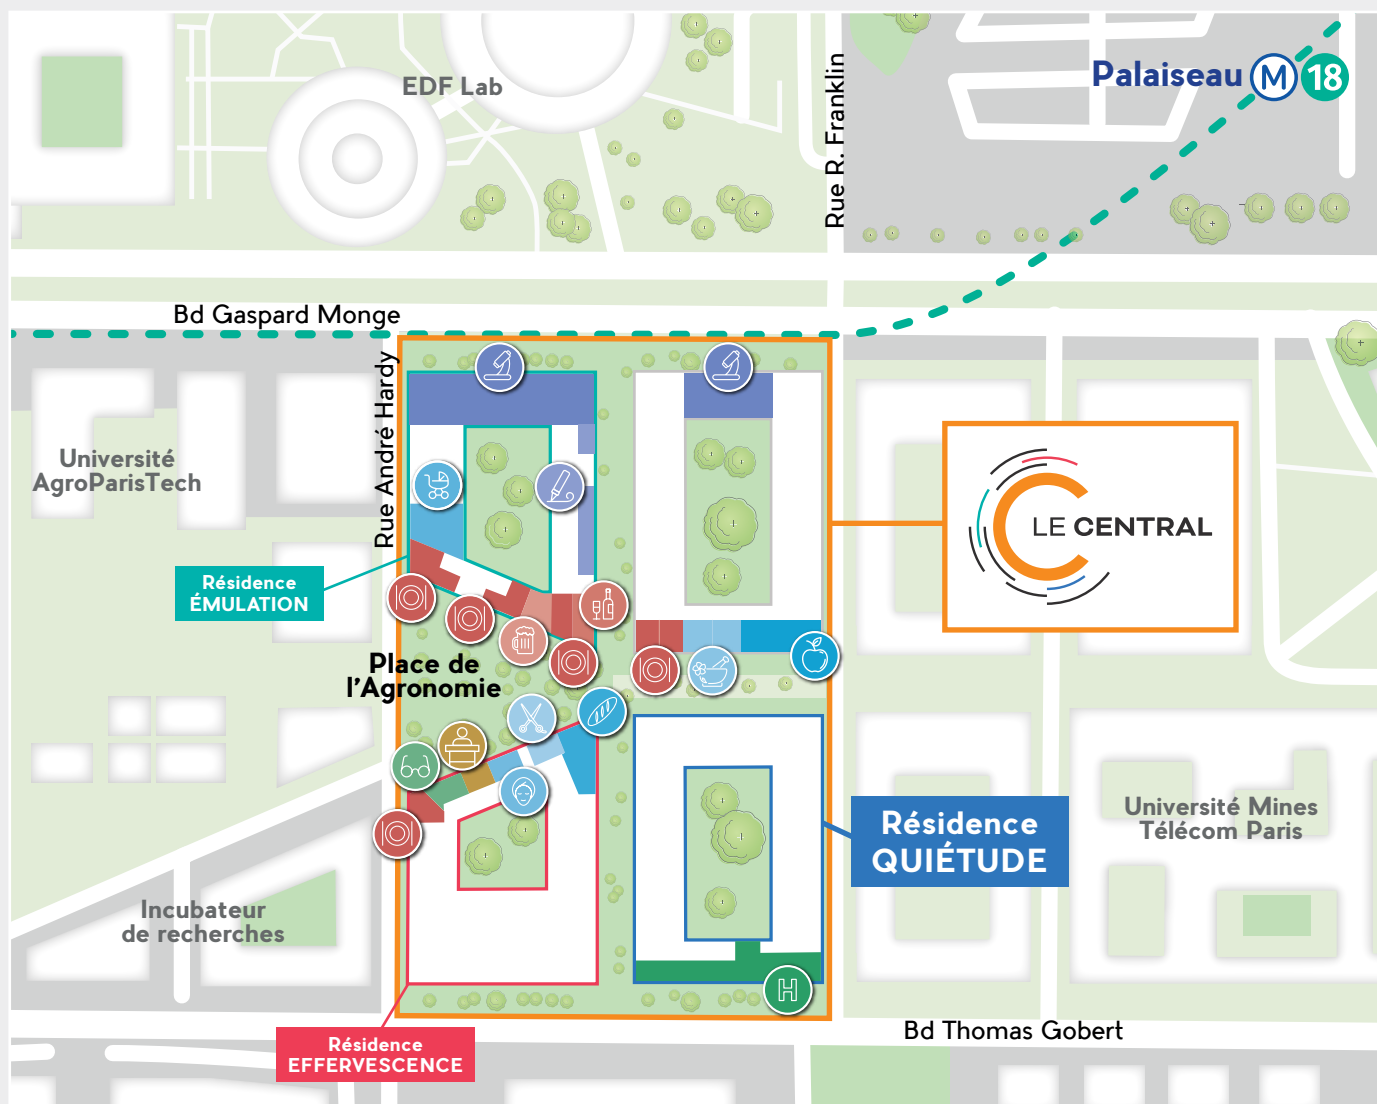 EDF Lab
Palaiseau M 18
Rue R. Franklin
Bd Gaspard Monge
Rue André Hardy
Université
AgroParisTech
LE CENTRAL
Résidence
ÉMULATION
Place de
l'Agronomie
Résidence
QUIÉTUDE
Université Mines
Télécom Paris
Incubateur
de recherches
H
Bd Thomas Gobert
Résidence
EFFERVESCENCE